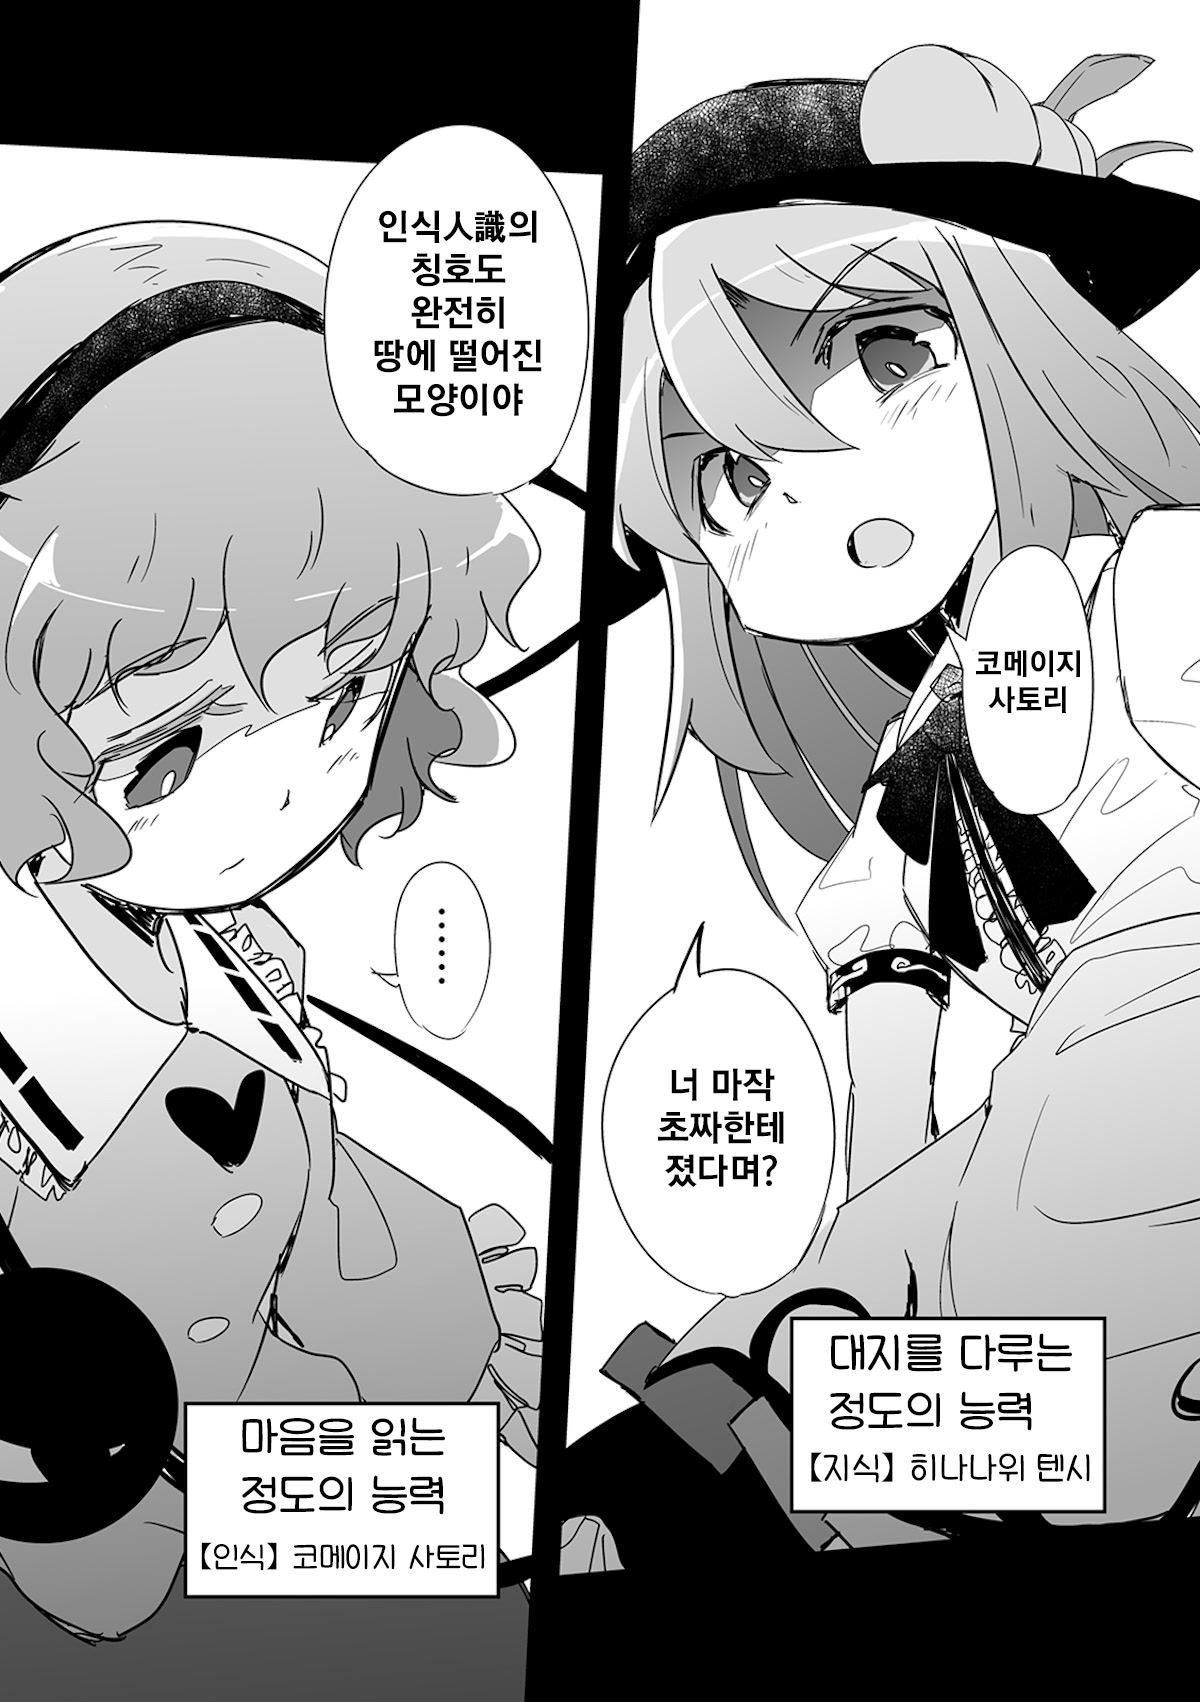 코메이지
사토리
너 마작
초짜한테
졌다며?
대지를 다루는
정도의 능력
【지식】 히나나위 텐시
인식人識의
칭호도
완전히
땅에 떨어진
모양이야
……
마음을 읽는
정도의 능력
【인식】 코메이지 사토리